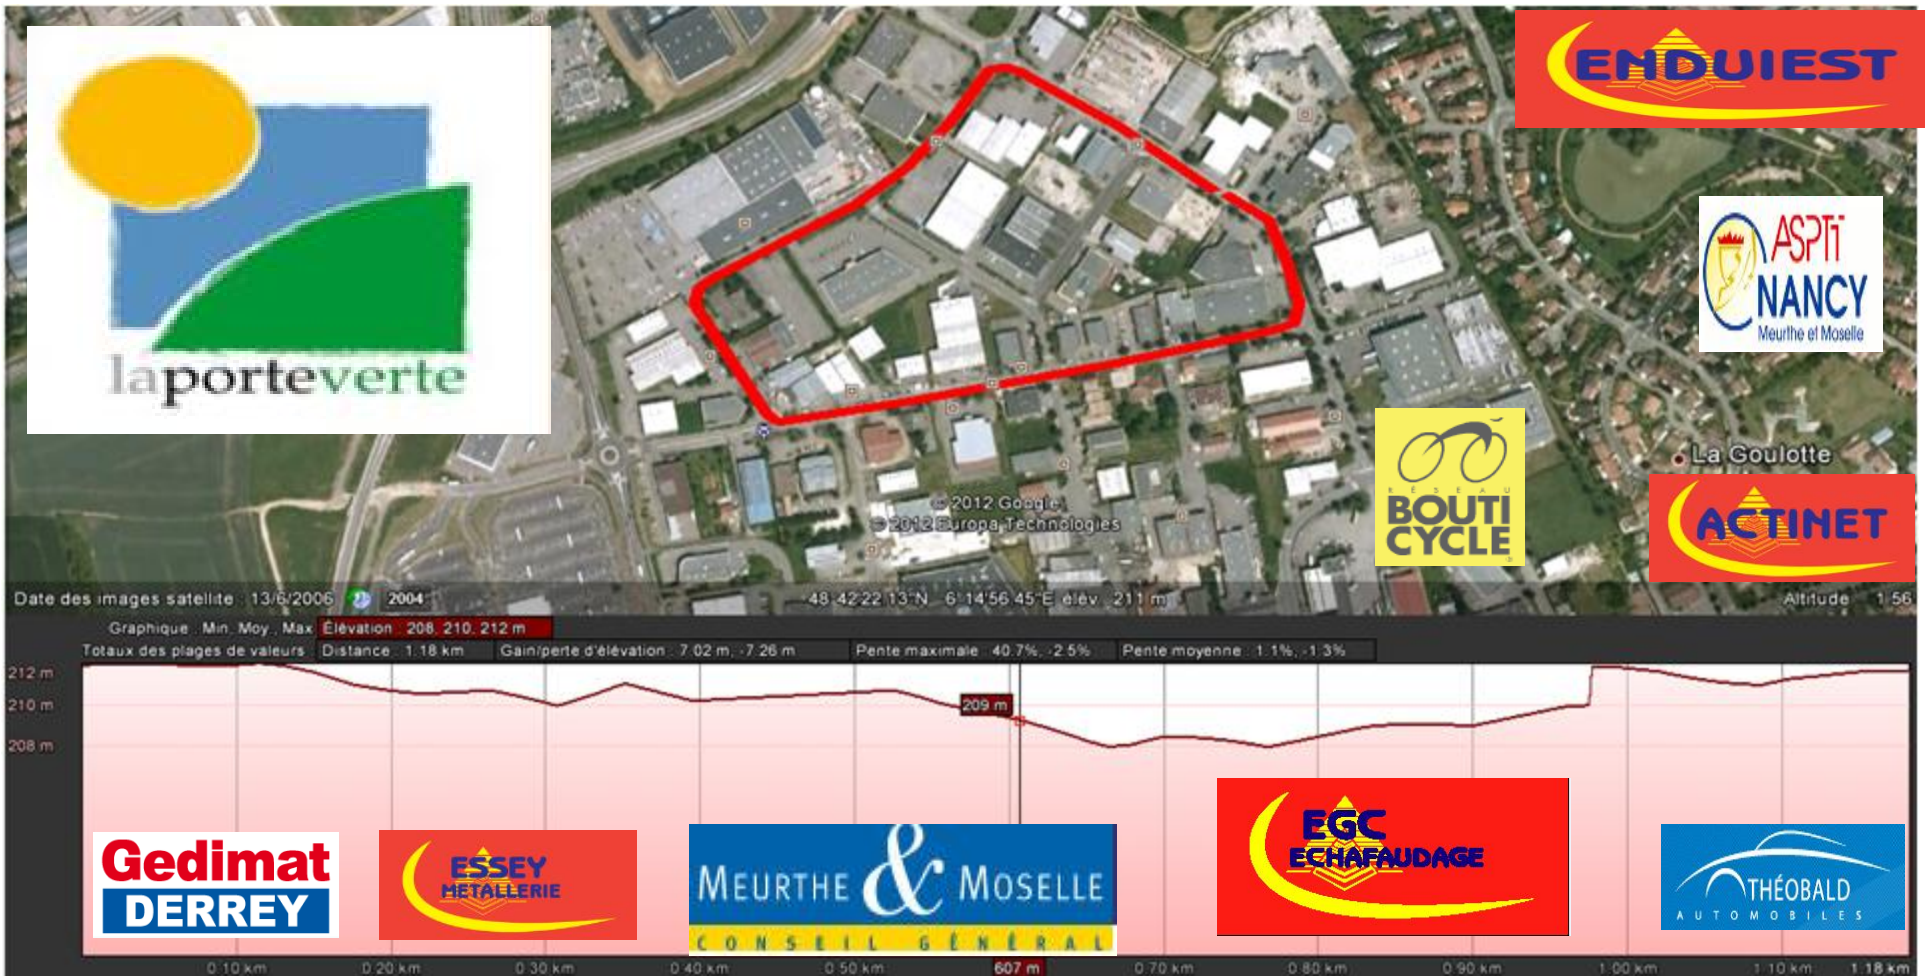 laporteverte
ENDUIEST
ASPTT
NANCY
Meurthe et Moselle
RÉSEAU
BOUTI
CYCLE
La Goulotte
ACTINET
© 2012 Google
© 2012 Europa Technologies
Date des images satellite : 13/6/2006 2004
48 42'22.13"N 6 14'56.45"E élév. 211 m
Altitude 1.56
Graphique : Min, Moy., Max Élévation : 208, 210, 212 m
Totaux des plages de valeurs : Distance : 1.18 km Gain/perte d'élévation : 7.02 m, -7.26 m Pente maximale : 40.7%, -2.5% Pente moyenne : 1.1%, -1.3%
212 m
210 m
208 m
209 m
Gedimat
DERREY
ESSEY
METALLERIE
MEURTHE & MOSELLE
CONSEIL GÉNÉRAL
EGC
ECHAFAUDAGE
THÉOBALD
AUTOMOBILES
0.10 km 0.20 km 0.30 km 0.40 km 0.50 km 607 m 0.70 km 0.80 km 0.90 km 1.00 km 1.10 km 1.18 km